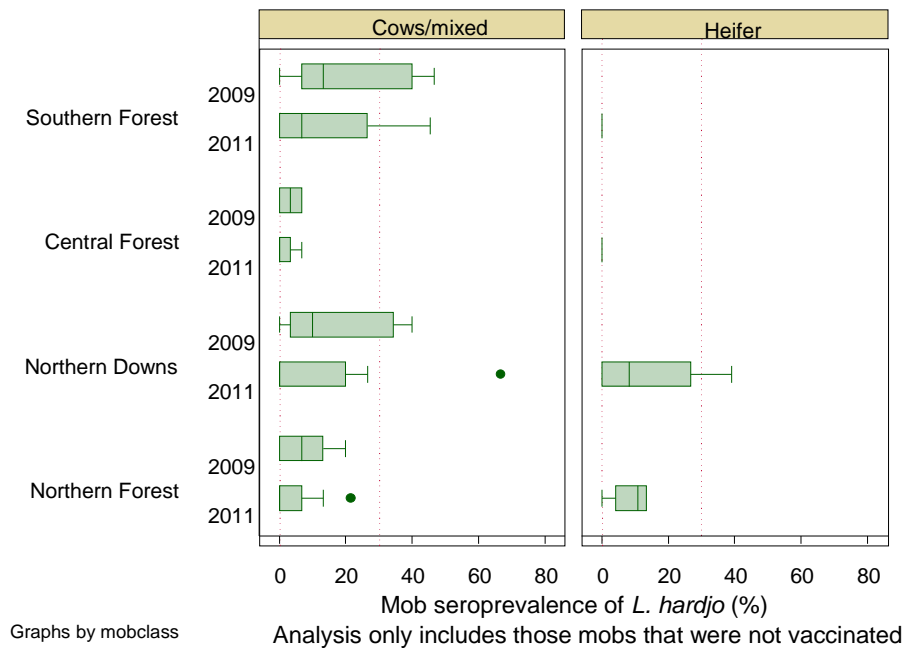 Cows/mixed Heifer
2009
Southern Forest
2011
2009
Central Forest
2011
2009
Northern Downs
2011
2009
Northern Forest
2011
0 20 40 60 80 0 20 40 60 80
Mob seroprevalence of L. hardjo (%)
Graphs by mobclass Analysis only includes those mobs that were not vaccinated